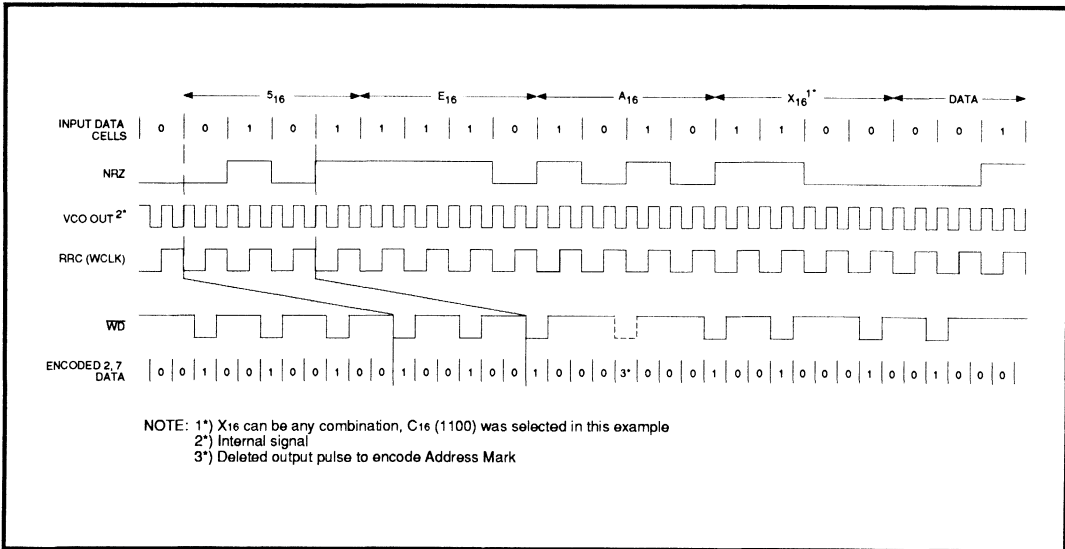 5₁₆ E₁₆ A₁₆ X₁₆¹* DATA
INPUT DATA CELLS 0 0 1 0 1 1 1 1 0 1 0 1 0 1 1 0 0 0 0 1
NRZ
VCO OUT ²*
RRC (WCLK)
WD
ENCODED 2, 7 DATA 0 0 1 0 0 1 0 0 1 0 0 1 0 0 1 0 0 1 0 0 0 3* 0 0 0 1 0 0 1 0 0 0 1 0 0 1 0 0 0
NOTE: 1*) X₁₆ can be any combination, C₁₆ (1100) was selected in this example
2*) Internal signal
3*) Deleted output pulse to encode Address Mark